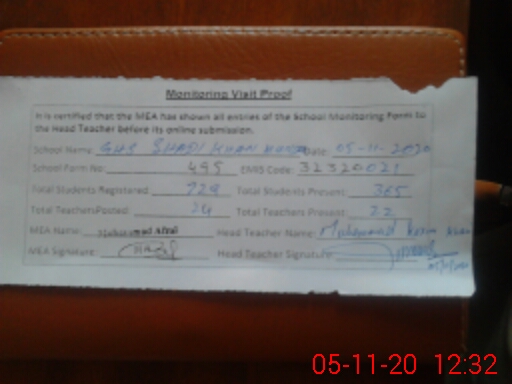 Monitoring Visit Proof
It is certified that the MEA has shown all entries of the School Monitoring Form to
the Head Teacher before its online submission.
School Name: GHS SHADI KHAN Date: 05-11-2020
School Form No: 495 EMIS Code: 32320021
Total Students Registered: 729 Total Students Present: 365
Total Teachers Posted: 24 Total Teachers Present: 22
MEA Name: Muhammad Afzal Head Teacher Name: Muhammad Khan
MEA Signature: Head Teacher Signature:
05-11-20 12:32